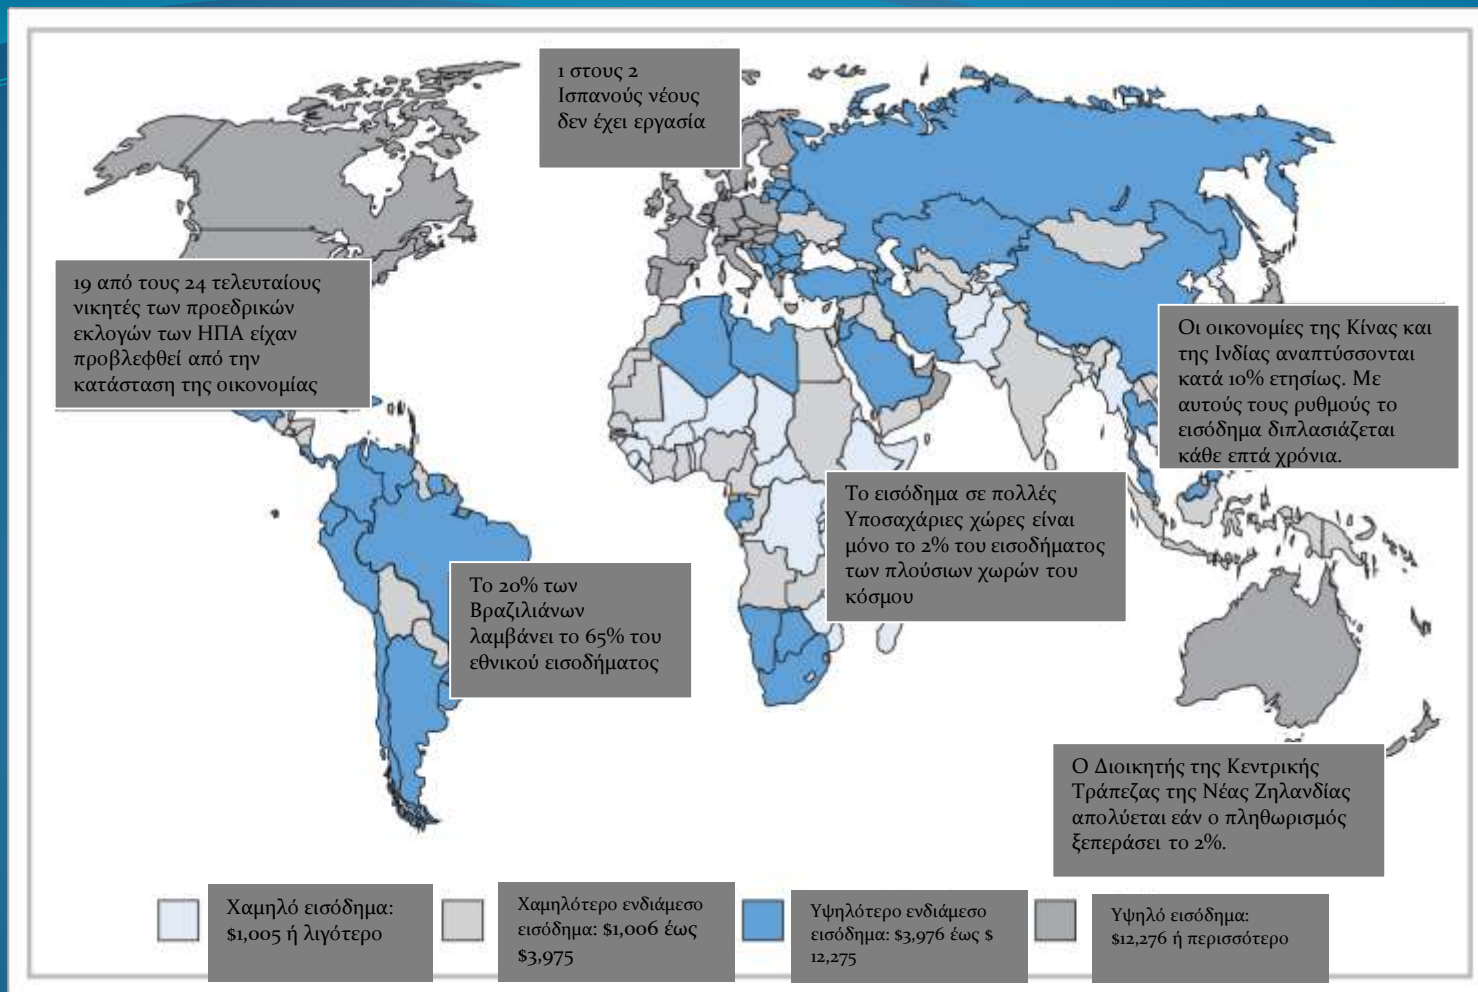 1 στους 2
Ισπανούς νέους
δεν έχει εργασία
19 από τους 24 τελευταίους
νικητές των προεδρικών
εκλογών των ΗΠΑ είχαν
προβλεφθεί από την
κατάσταση της οικονομίας
Οι οικονομίες της Κίνας και
της Ινδίας αναπτύσσονται
κατά 10% ετησίως. Με
αυτούς τους ρυθμούς το
εισόδημα διπλασιάζεται
κάθε επτά χρόνια.
Το εισόδημα σε πολλές
Υποσαχάριες χώρες είναι
μόνο το 2% του εισοδήματος
των πλούσιων χωρών του
κόσμου
Το 20% των
Βραζιλιάνων
λαμβάνει το 65% του
εθνικού εισοδήματος
Ο Διοικητής της Κεντρικής
Τράπεζας της Νέας Ζηλανδίας
απολύεται εάν ο πληθωρισμός
ξεπεράσει το 2%.
Χαμηλό εισόδημα:
$1,005 ή λιγότερο
Χαμηλότερο ενδιάμεσο
εισόδημα: $1,006 έως
$3,975
Υψηλότερο ενδιάμεσο
εισόδημα: $3,976 έως $
12,275
Υψηλό εισόδημα:
$12,276 ή περισσότερο